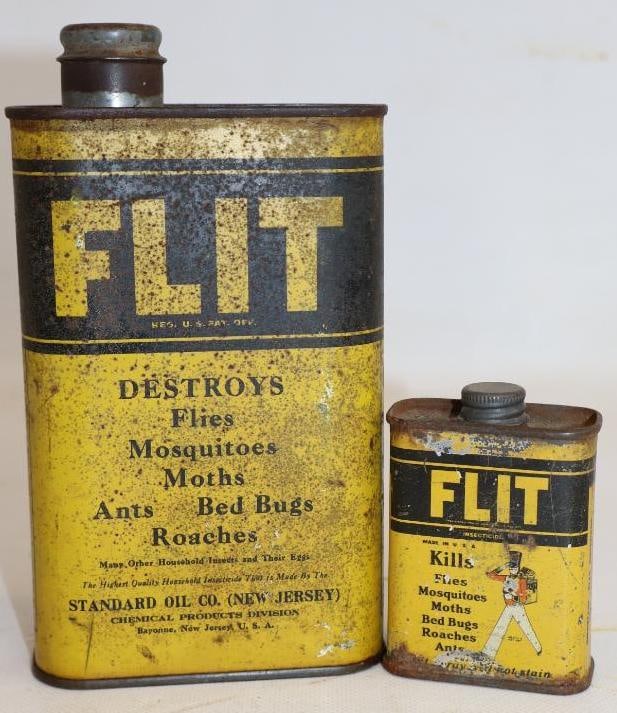 FLIT
REG. U. S. PAT. OFF.
DESTROYS
Flies
Mosquitoes
Moths
Ants Bed Bugs
Roaches
Many Other Household Insects and Their Eggs
The Highest Quality Household Insecticide That is Made By The
STANDARD OIL CO. (NEW JERSEY)
CHEMICAL PRODUCTS DIVISION
Bayonne, New Jersey, U. S. A.
FLIT
INSECTICIDE
MADE IN U S A
Kills
Flies
Mosquitoes
Moths
Bed Bugs
Roaches
Ants
stain